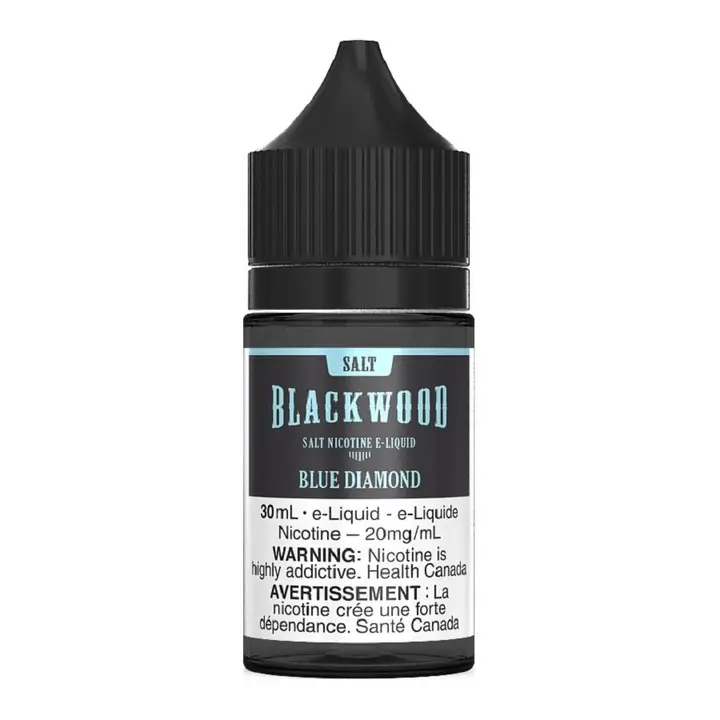 SALT
BLACKWOOD
SALT NICOTINE E-LIQUID
BLUE DIAMOND
30mL • e-Liquid - e-Liquide
Nicotine – 20mg/mL
WARNING: Nicotine is
highly addictive. Health Canada
AVERTISSEMENT : La
nicotine crée une forte
dépendance. Santé Canada